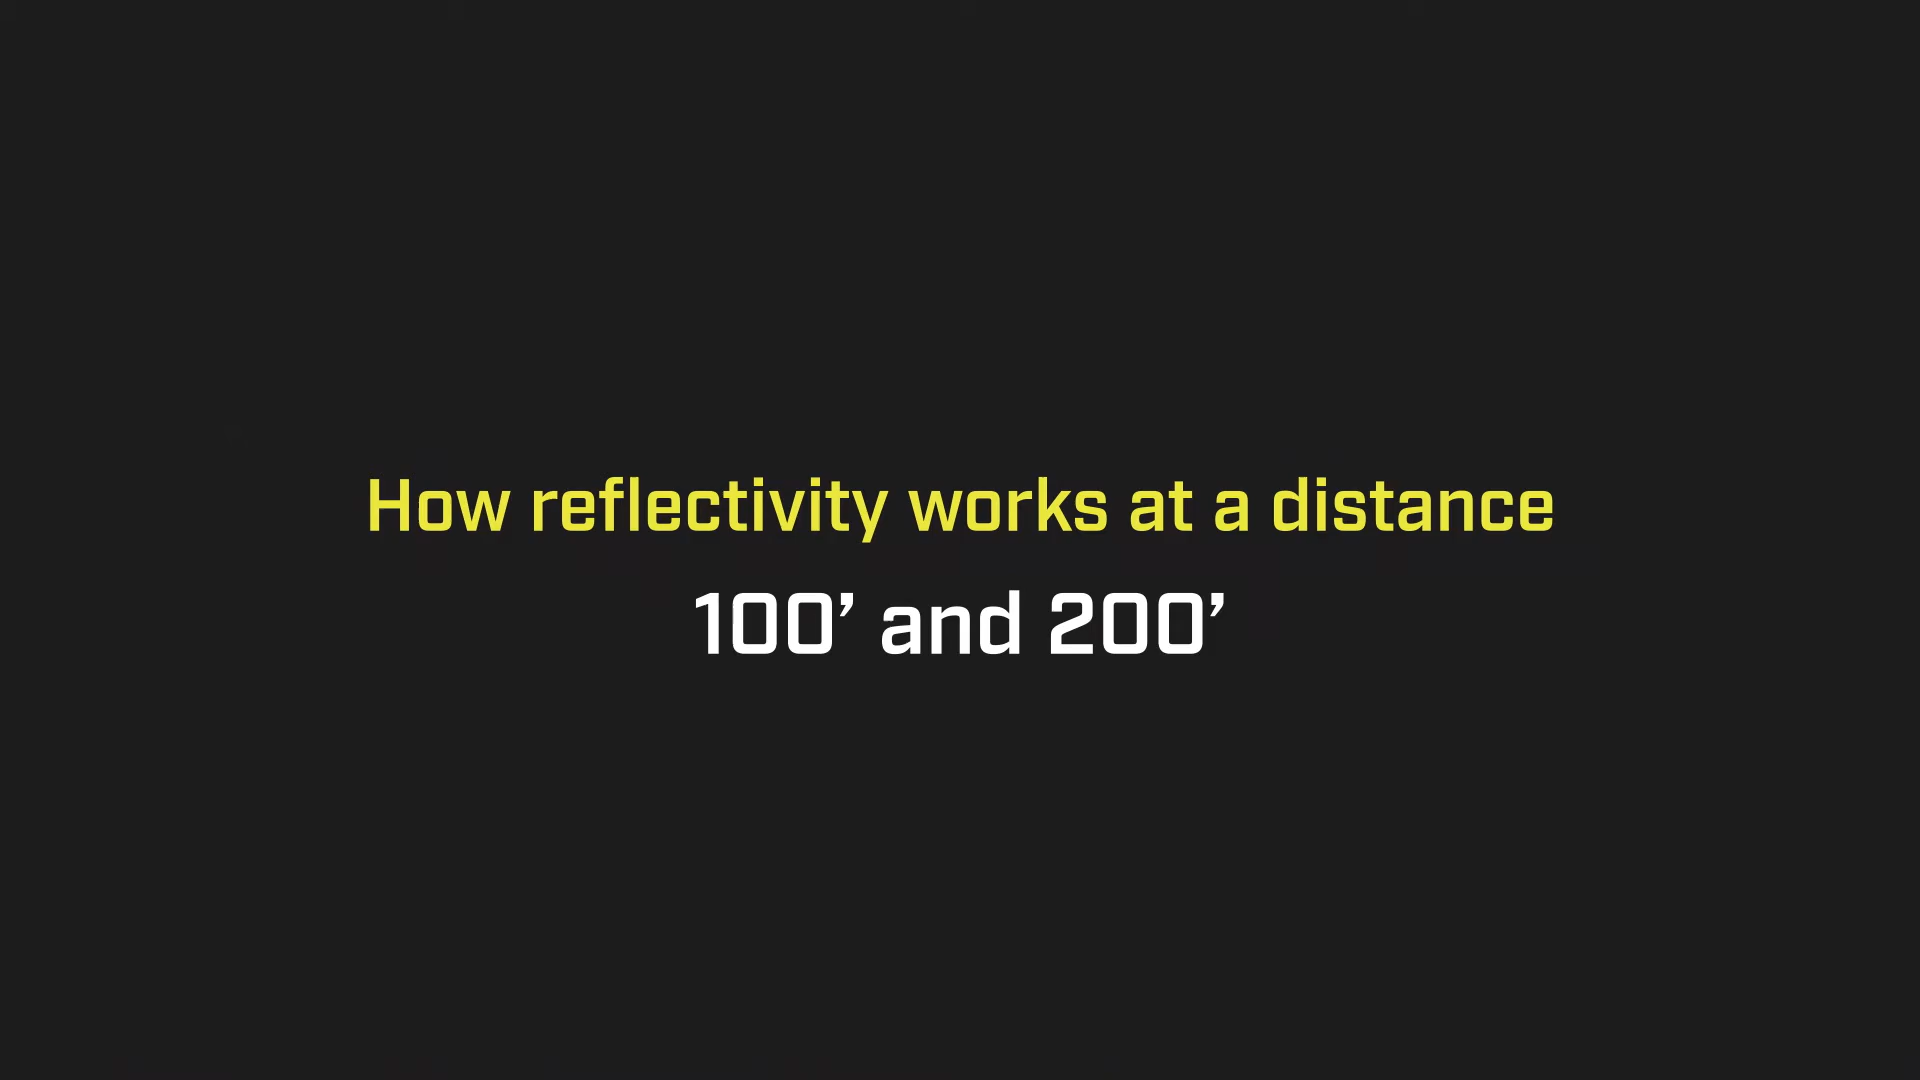 How reflectivity works at a distance
100’ and 200’